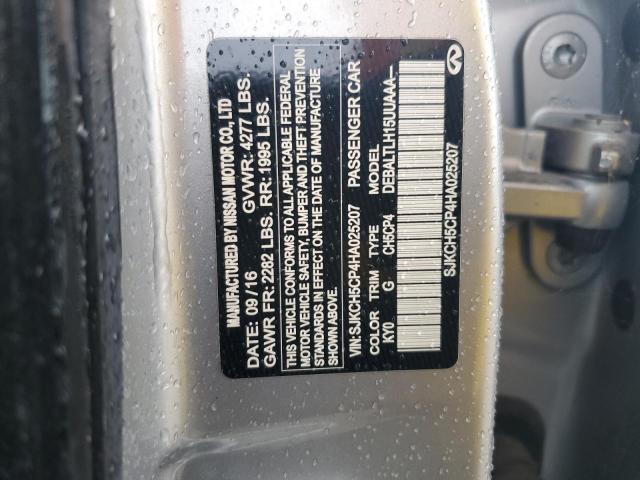 MANUFACTURED BY NISSAN MOTOR CO., LTD
DATE: 09/16 GVWR: 4277 LBS.
GAWR FR: 2282 LBS. RR: 1995 LBS.
THIS VEHICLE CONFORMS TO ALL APPLICABLE FEDERAL
MOTOR VEHICLE SAFETY, BUMPER AND THEFT PREVENTION
STANDARDS IN EFFECT ON THE DATE OF MANUFACTURE
SHOWN ABOVE.
VIN:SJKCH5CP4HA025207 PASSENGER CAR
COLOR TRIM TYPE DEBALTLH15UUAAA--
KY0 G CH5CP4
SJKCH5CP4HA025207